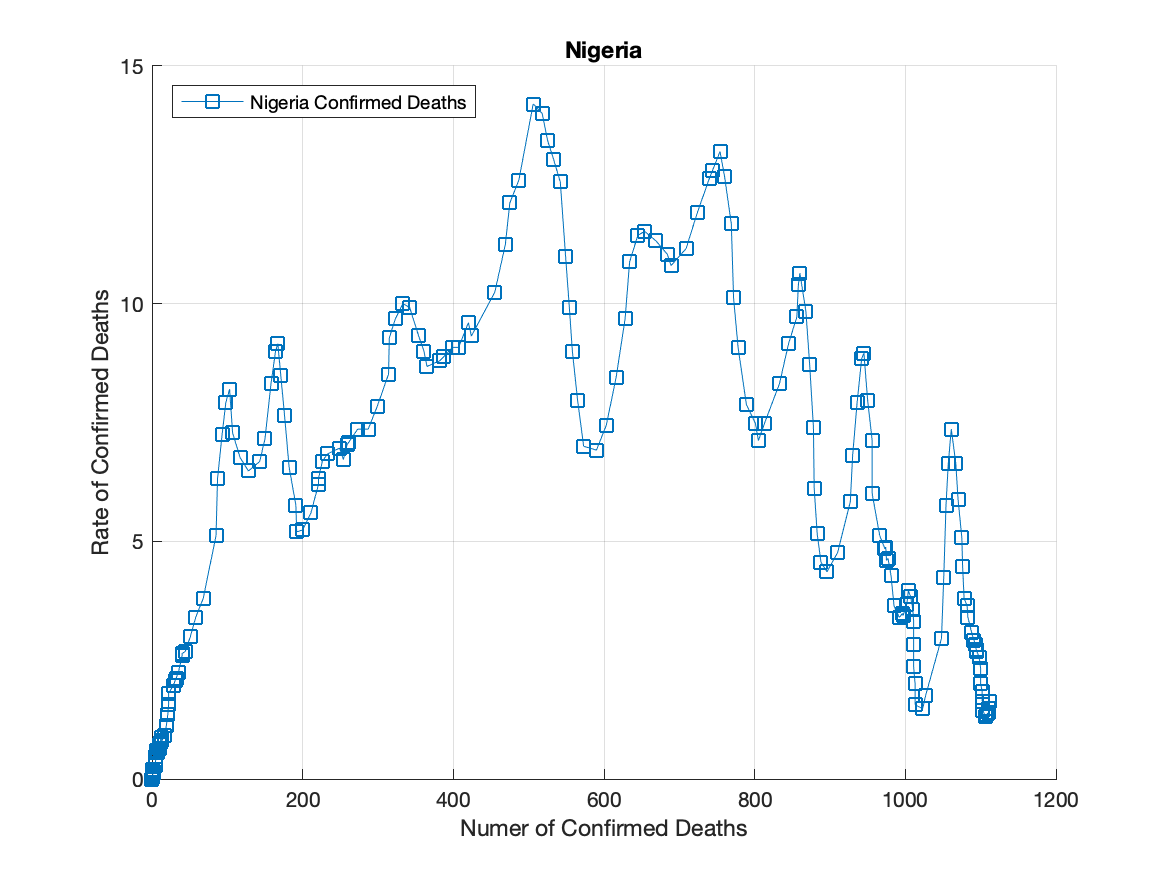 Nigeria
15
Nigeria Confirmed Deaths
10
Rate of Confirmed Deaths
5
0
0 200 400 600 800 1000 1200
Numer of Confirmed Deaths